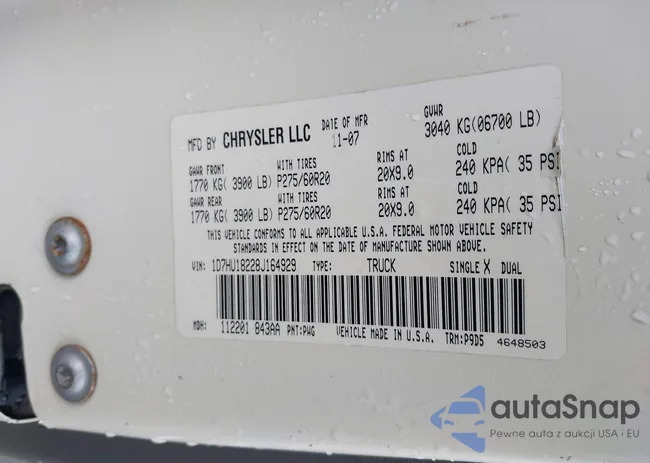 MFD BY CHRYSLER LLC DATE OF MFR 11-07 GVWR 3040 KG(06700 LB)
GAWR FRONT WITH TIRES RIMS AT COLD
1770 KG( 3900 LB) P275/60R20 20X9.0 240 KPA( 35 PSI
GAWR REAR WITH TIRES RIMS AT COLD
1770 KG( 3900 LB) P275/60R20 20X9.0 240 KPA( 35 PSI
THIS VEHICLE CONFORMS TO ALL APPLICABLE U.S.A. FEDERAL MOTOR VEHICLE SAFETY
STANDARDS IN EFFECT ON THE DATE OF MANUFACTURE SHOWN ABOVE.
VIN: 1D7HU18228J164929 TYPE: TRUCK SINGLE X DUAL
MDH: 112201 843AA PNT:PWG VEHICLE MADE IN U.S.A. TRM:P9D5 4648503
autaSnap
Pewne auta z aukcji USA i EU